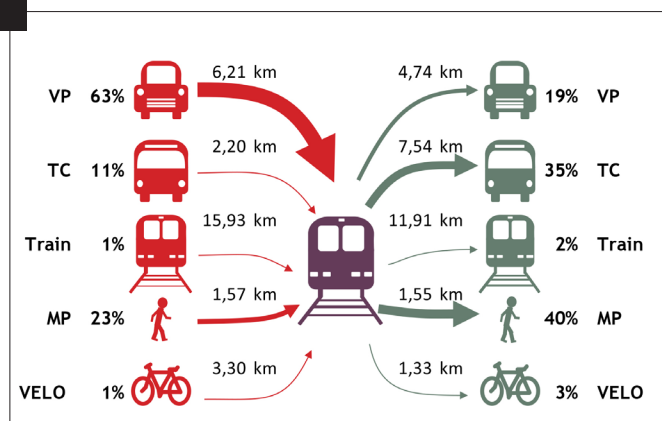 6,21 km 4,74 km
VP 63% 19% VP
2,20 km 7,54 km
TC 11% 35% TC
15,93 km 11,91 km
Train 1% 2% Train
1,57 km 1,55 km
MP 23% 40% MP
3,30 km 1,33 km
VELO 1% 3% VELO